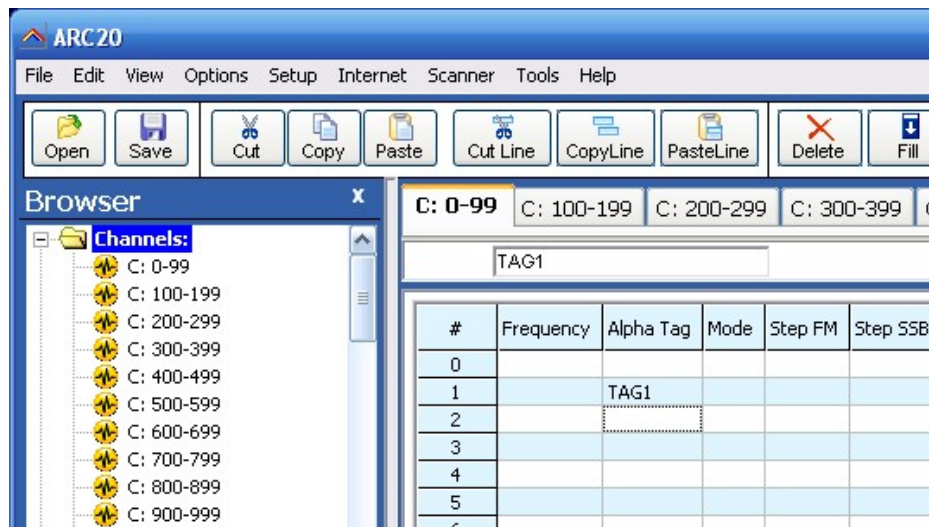 ARC20
File Edit View Options Setup Internet Scanner Tools Help
Open Save Cut Copy Paste Cut Line CopyLine PasteLine Delete Fill
Browser x
Channels:
C: 0-99
C: 100-199
C: 200-299
C: 300-399
C: 400-499
C: 500-599
C: 600-699
C: 700-799
C: 800-899
C: 900-999
C: 0-99 C: 100-199 C: 200-299 C: 300-399
TAG1
# Frequency Alpha Tag Mode Step FM Step SSB
0
1 TAG1
2
3
4
5